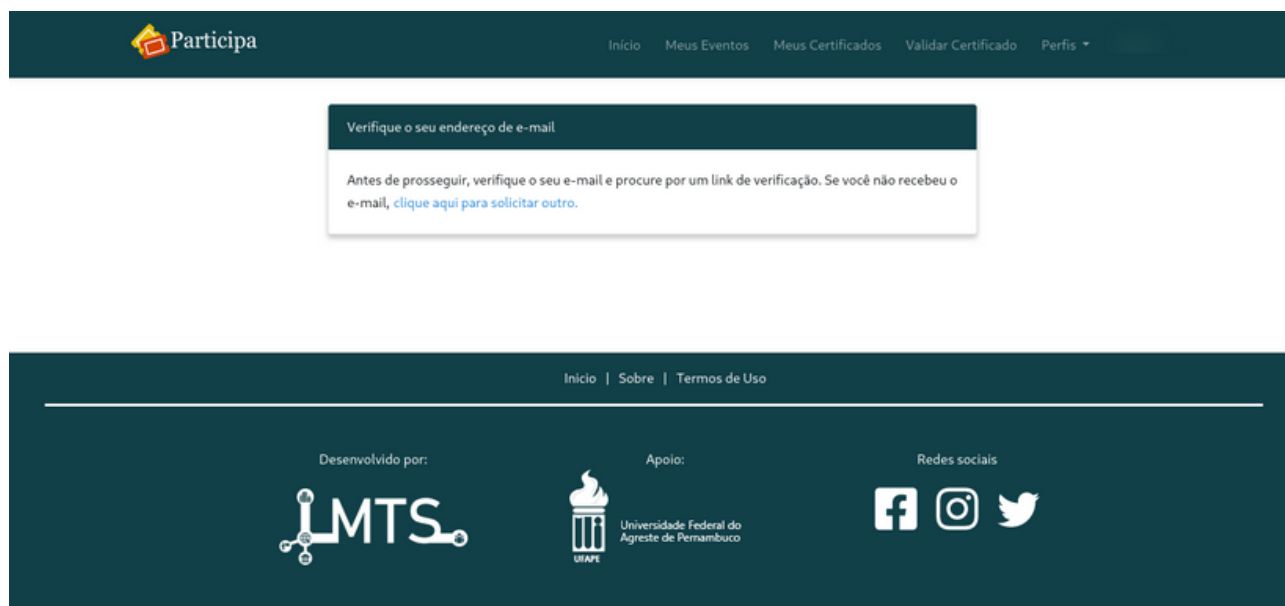 Participa
Início Meus Eventos Meus Certificados Validar Certificado Perfis
Verifique o seu endereço de e-mail
Antes de prosseguir, verifique o seu e-mail e procure por um link de verificação. Se você não recebeu o
e-mail, clique aqui para solicitar outro.
Inicio | Sobre | Termos de Uso
Desenvolvido por:
LMTS
Apoio:
UFAPE
Universidade Federal do
Agreste de Pernambuco
Redes sociais